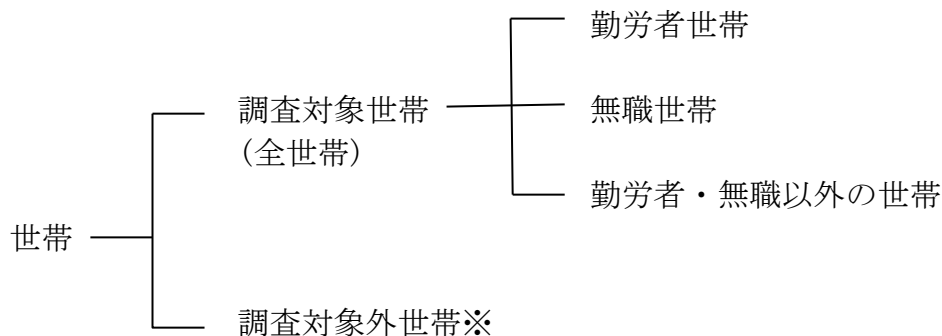 勤労者世帯
調査対象世帯
(全世帯)
無職世帯
勤労者・無職以外の世帯
世帯
調査対象外世帯※